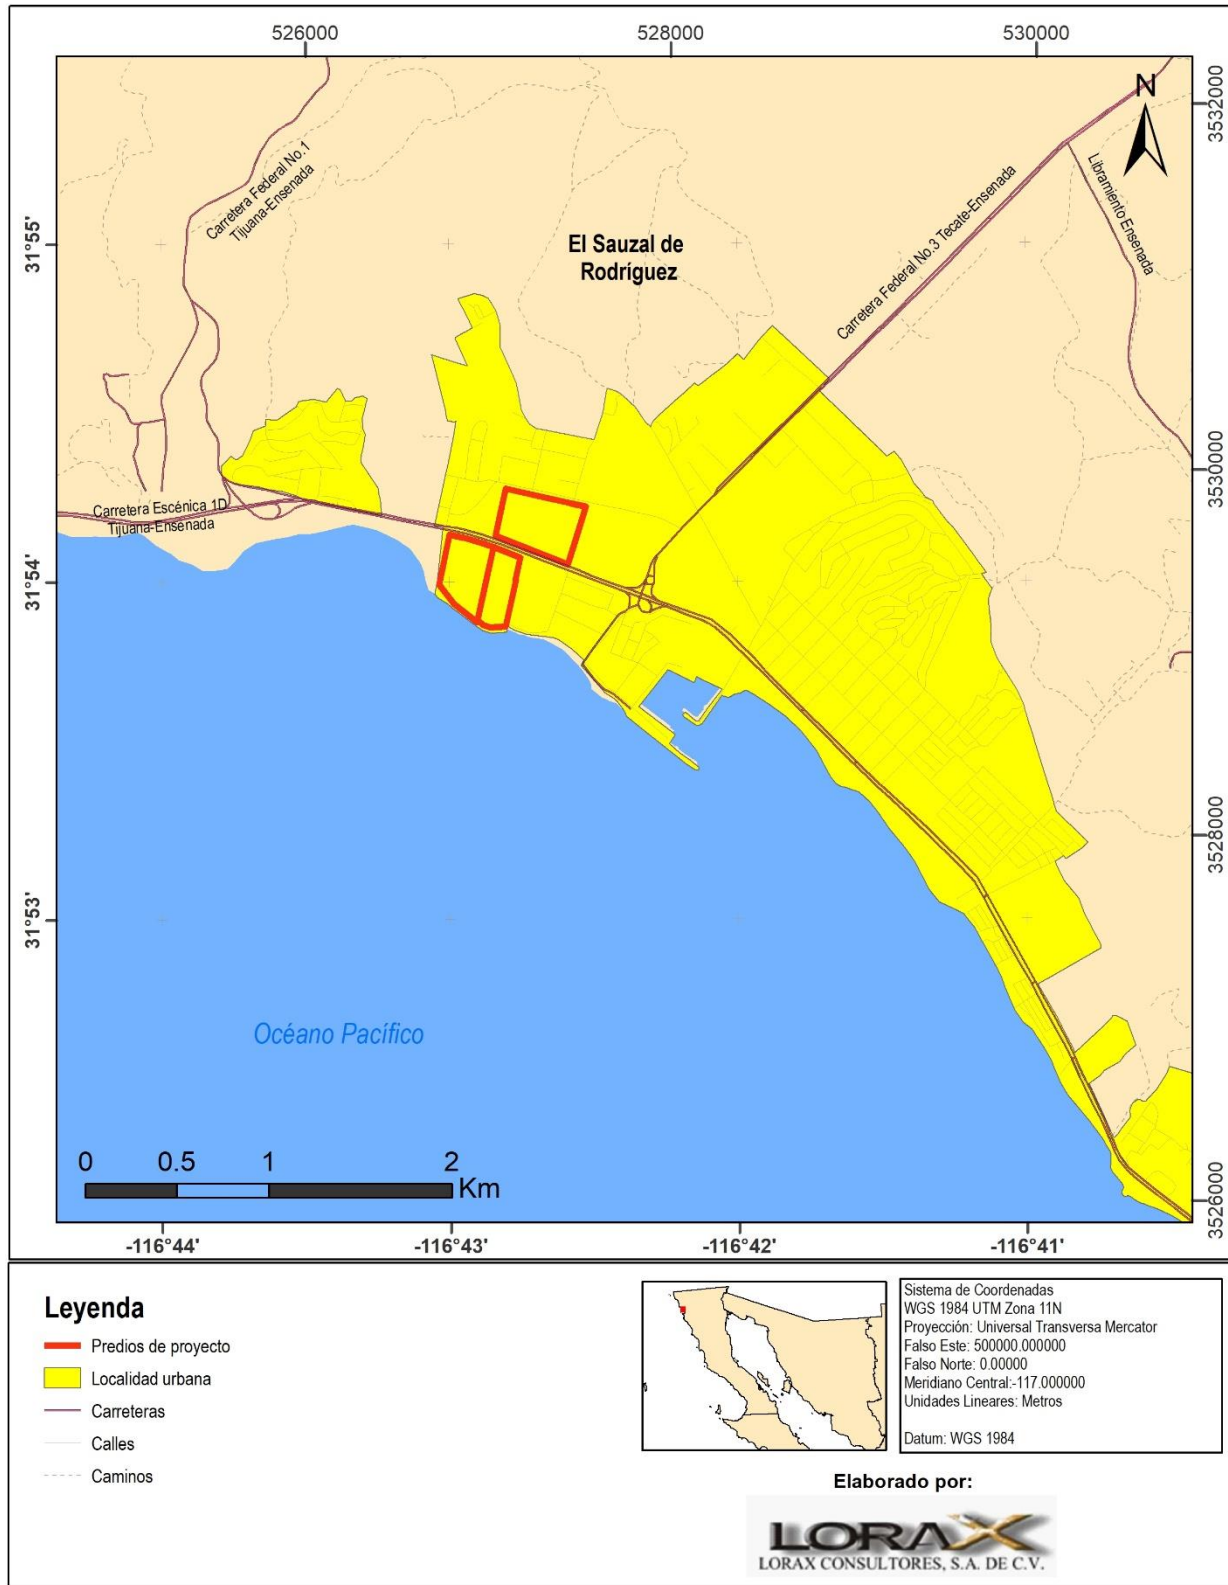 526000
528000
530000
N
3532000
Carretera Federal No.1
Tijuana-Ensenada
Libramiento Ensenada
Carretera Federal No.3 Tecate-Ensenada
El Sauzal de
Rodríguez
31°55'
3530000
Carretera Escénica 1D
Tijuana-Ensenada
31°54'
3528000
31°53'
Océano Pacífico
0 0.5 1 2
Km
3526000
-116°44' -116°43' -116°42' -116°41'
Leyenda
Predios de proyecto
Localidad urbana
Carreteras
Calles
Caminos
Sistema de Coordenadas
WGS 1984 UTM Zona 11N
Proyección: Universal Transversa Mercator
Falso Este: 500000.000000
Falso Norte: 0.00000
Meridiano Central:-117.000000
Unidades Lineares: Metros
Datum: WGS 1984
Elaborado por:
LORAX
LORAX CONSULTORES, S.A. DE C.V.